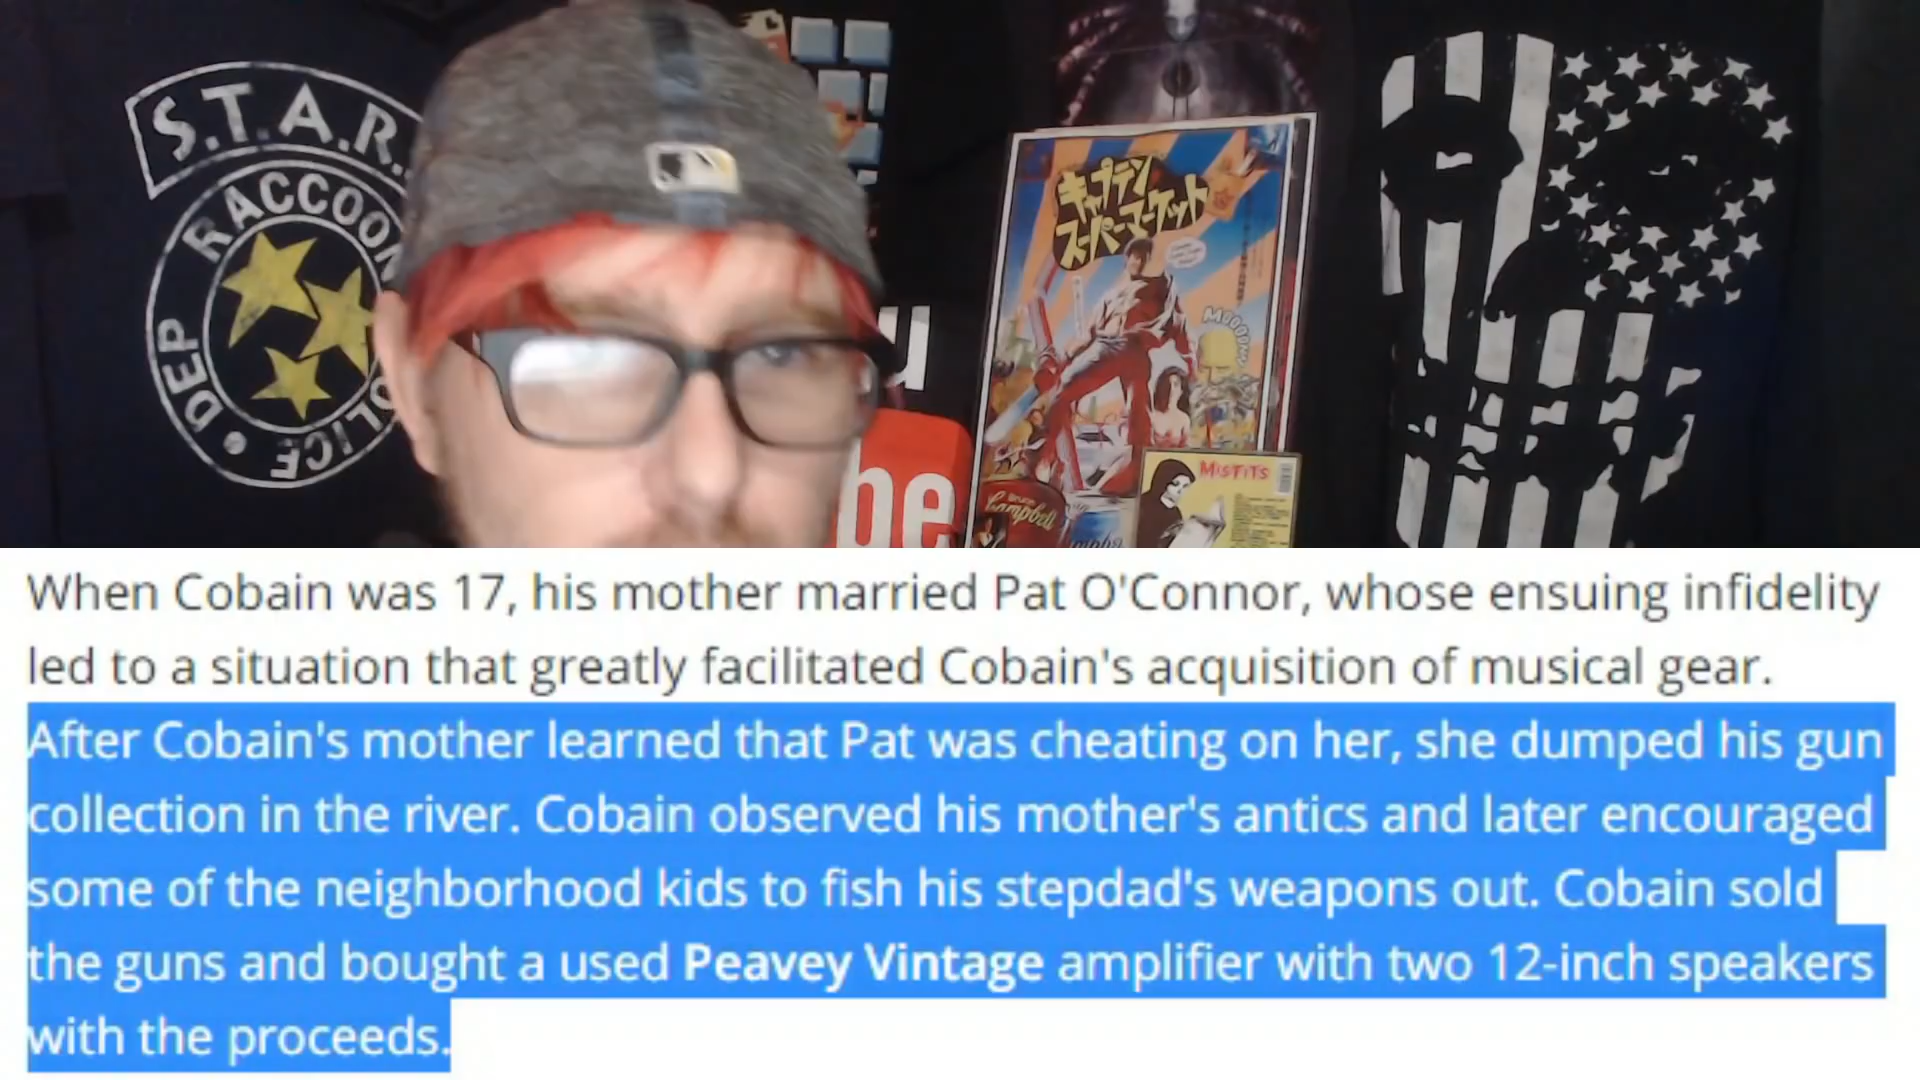 S.T.A.R.
RACCOON
DEP
POLICE
キャプテン
スーパーマーケット
MOOOOOWW
u
be
MISFITS
Bruce
Campbell
When Cobain was 17, his mother married Pat O'Connor, whose ensuing infidelity
led to a situation that greatly facilitated Cobain's acquisition of musical gear.
After Cobain's mother learned that Pat was cheating on her, she dumped his gun
collection in the river. Cobain observed his mother's antics and later encouraged
some of the neighborhood kids to fish his stepdad's weapons out. Cobain sold
the guns and bought a used Peavey Vintage amplifier with two 12-inch speakers
with the proceeds.